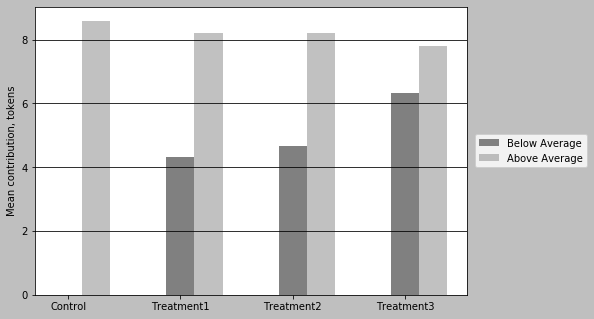 Mean contribution, tokens
8
6
4
2
0
Control
Treatment1
Treatment2
Treatment3
Below Average
Above Average